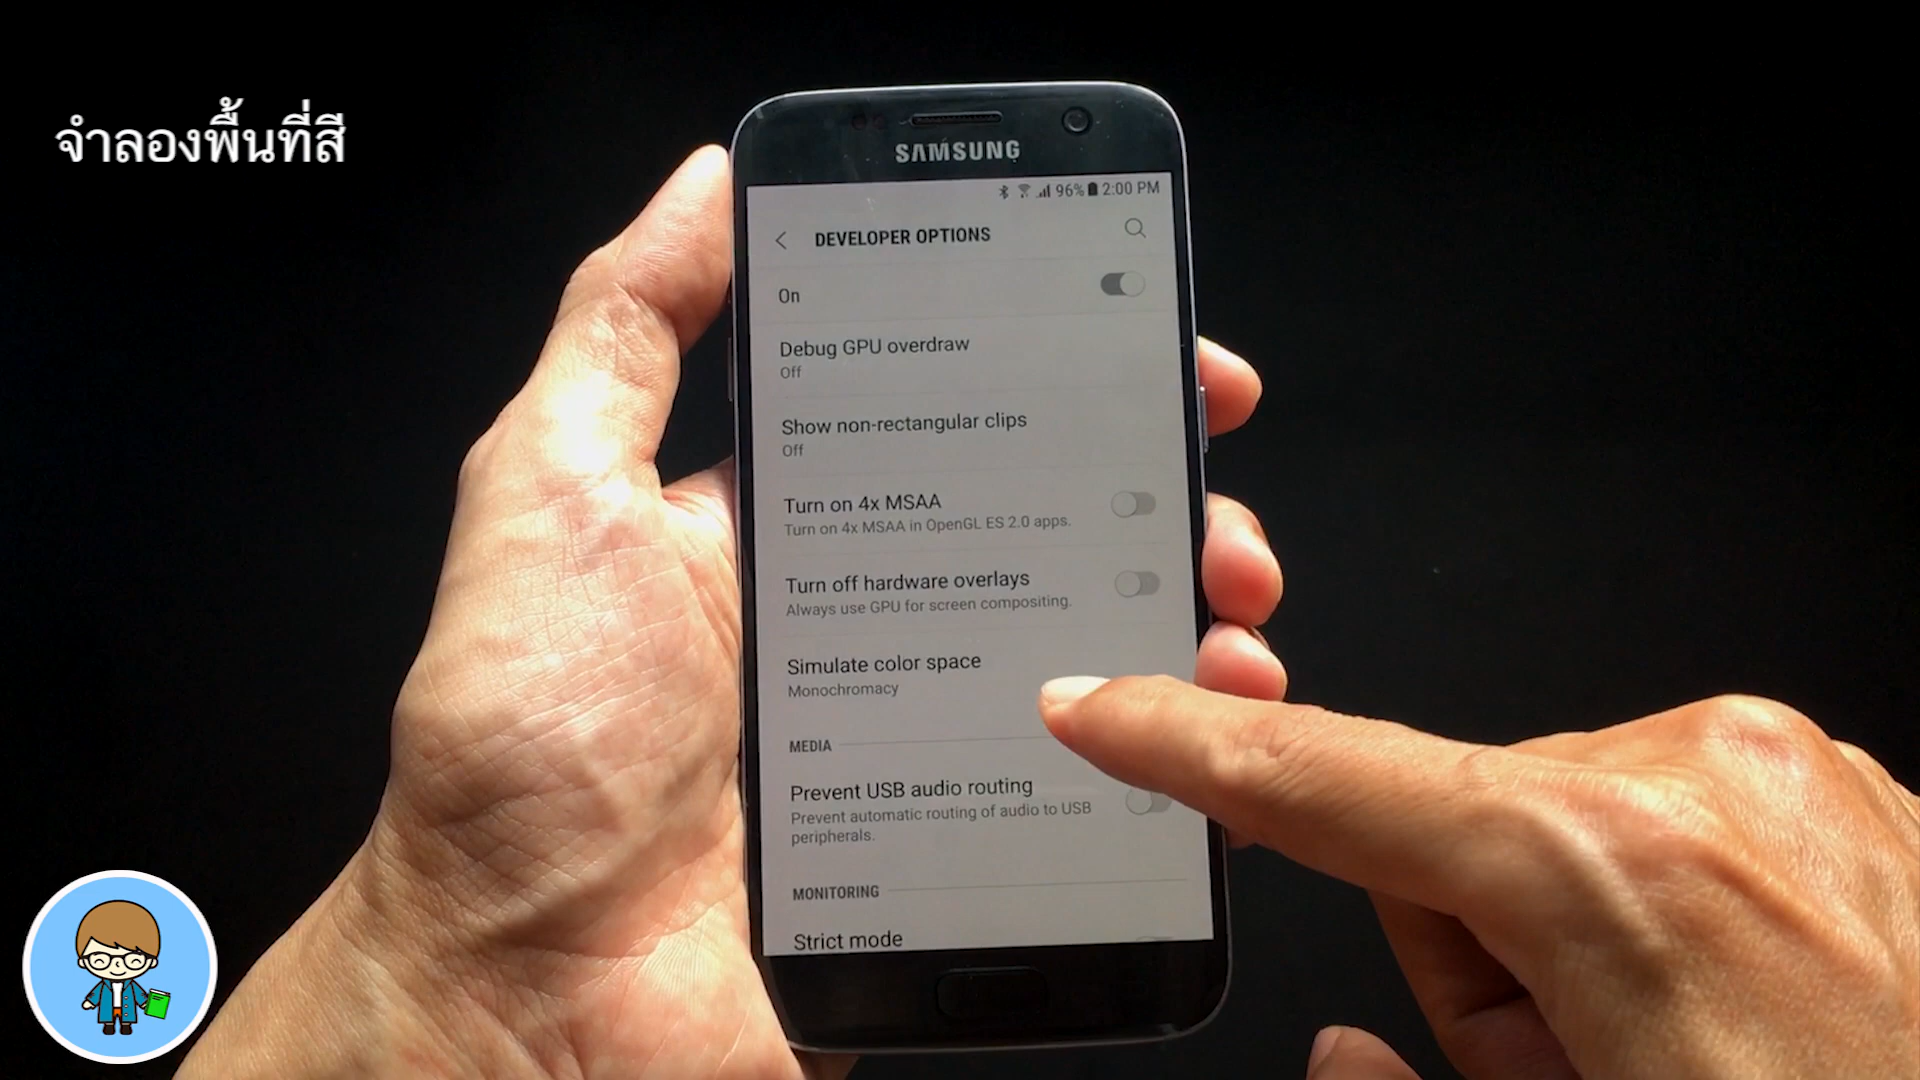 จำลองพื้นที่สี
SAMSUNG
96% 2:00 PM
DEVELOPER OPTIONS
On
Debug GPU overdraw
Off
Show non-rectangular clips
Off
Turn on 4x MSAA
Turn on 4x MSAA in OpenGL ES 2.0 apps.
Turn off hardware overlays
Always use GPU for screen compositing.
Simulate color space
Monochromacy
MEDIA
Prevent USB audio routing
Prevent automatic routing of audio to USB
peripherals.
MONITORING
Strict mode